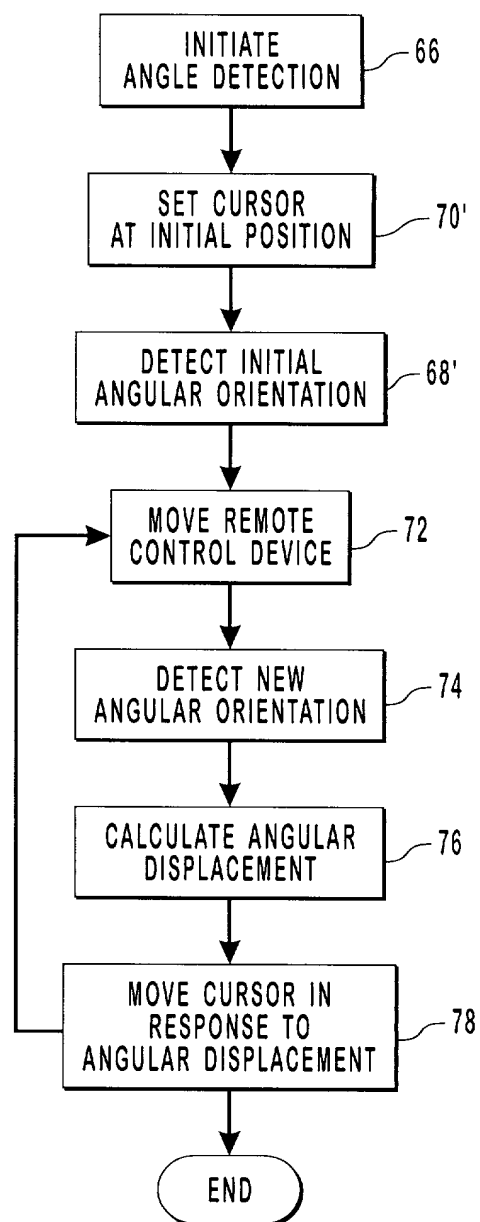 INITIATE
ANGLE DETECTION
66
SET CURSOR
AT INITIAL POSITION
70'
DETECT INITIAL
ANGULAR ORIENTATION
68'
MOVE REMOTE
CONTROL DEVICE
72
DETECT NEW
ANGULAR ORIENTATION
74
CALCULATE ANGULAR
DISPLACEMENT
76
MOVE CURSOR IN
RESPONSE TO
ANGULAR DISPLACEMENT
78
END